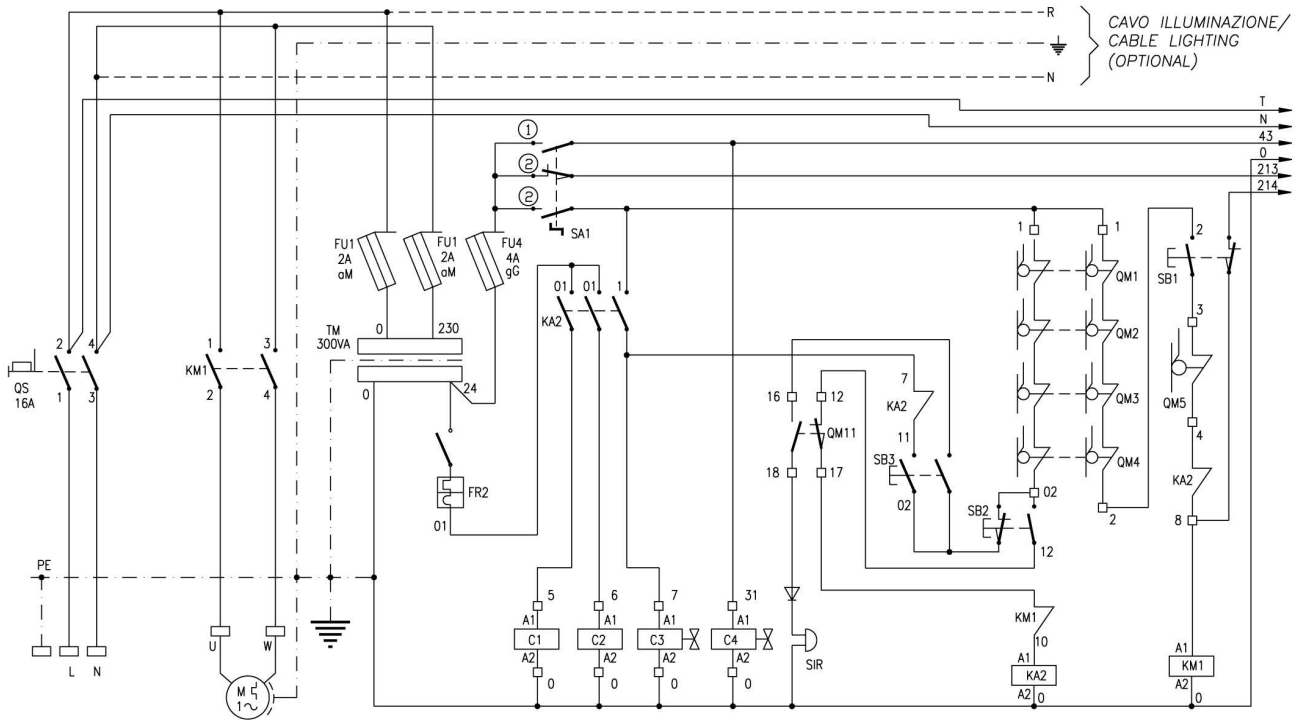 R
CAVO ILLUMINAZIONE/
CABLE LIGHTING
(OPTIONAL)
N
T
N
43
0
213
214
1
2
2
SA1
FU1
2A
aM
FU1
2A
aM
FU4
4A
gG
1
1
2
QM1
SB1
01
01
1
KA2
3
QM2
TM
300VA
0
230
2
4
1
3
KM1
QS
16A
1
3
2
4
0
24
7
KA2
16
12
QM11
11
QM3
QM5
4
18
17
SB3
QM4
KA2
FR2
02
02
2
01
SB2
8
12
PE
5
6
7
31
A1
A1
A1
A1
C1
C2
C3
C4
A2
A2
A2
A2
0
0
0
0
KM1
10
U
W
SIR
A1
KA2
A2
0
A1
KM1
A2
0
L
N
M
1~